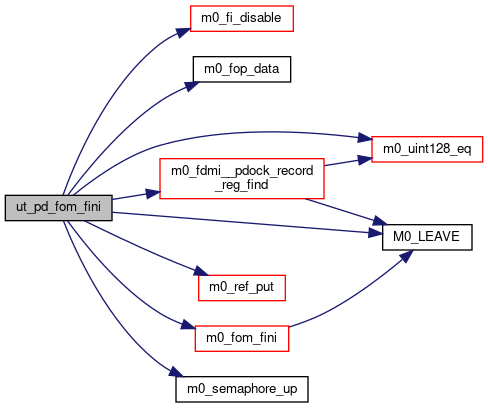 m0_fi_disable
m0_fop_data
m0_uint128_eq
m0_fdmi__pdock_record
_reg_find
ut_pd_fom_fini
M0_LEAVE
m0_ref_put
m0_fom_fini
m0_semaphore_up